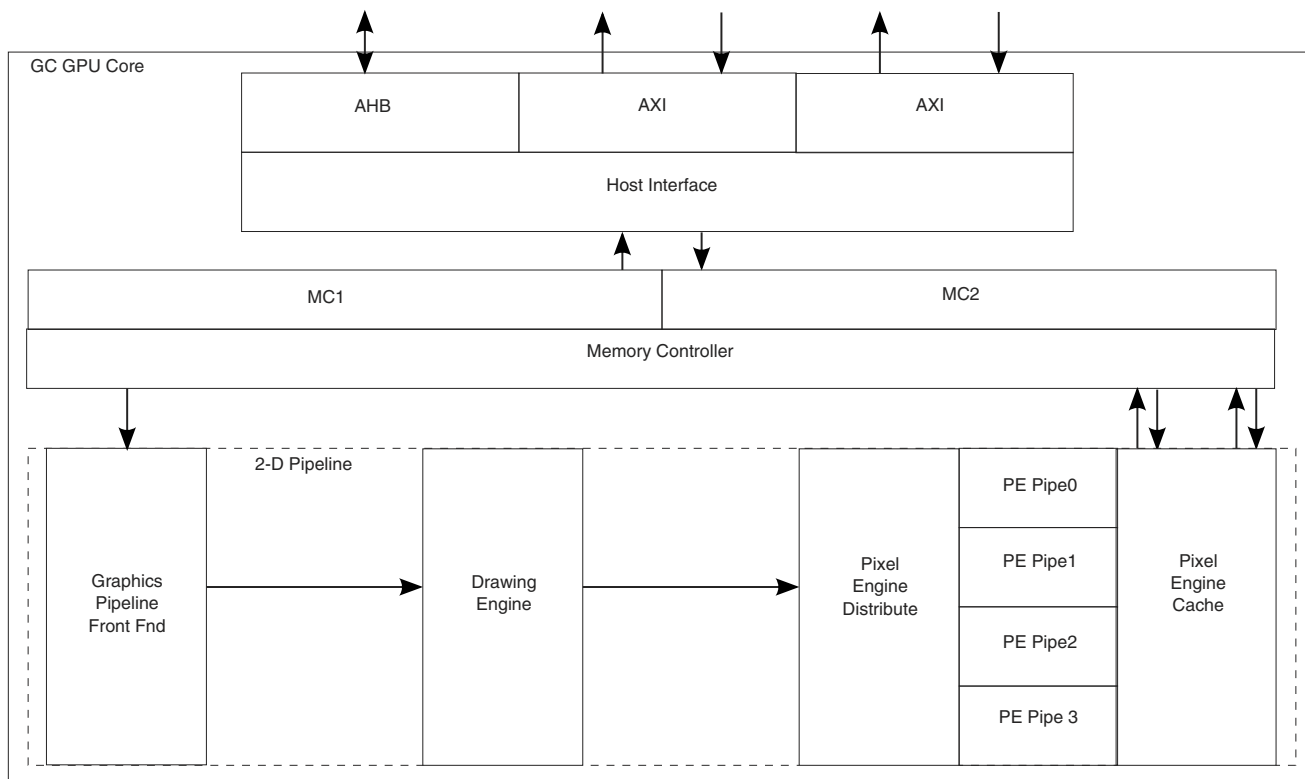 GC GPU Core
AHB
AXI
AXI
Host Interface
MC1
MC2
Memory Controller
2-D Pipeline
Graphics
Pipeline
Front Fnd
Drawing
Engine
Pixel
Engine
Distribute
PE Pipe0
PE Pipe1
PE Pipe2
PE Pipe 3
Pixel
Engine
Cache